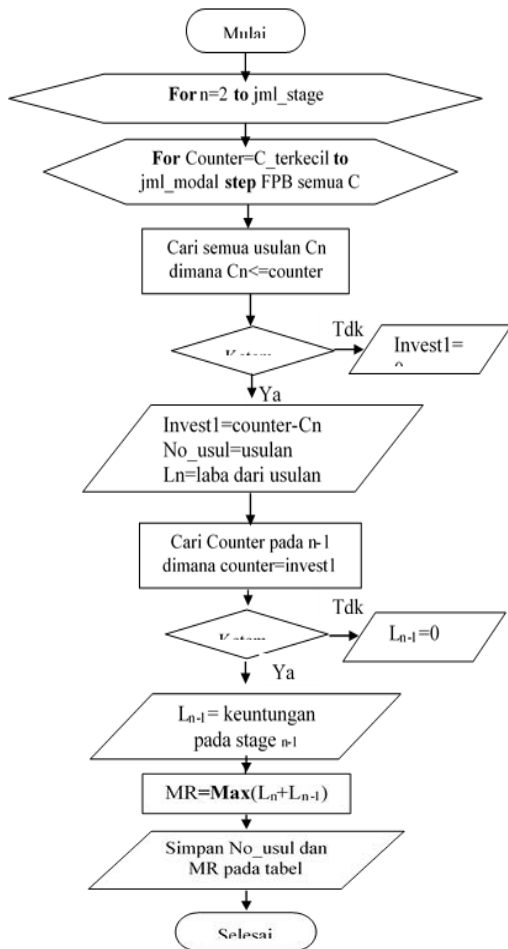 Mulai
For n=2 to jml_stage
For Counter=C_terkecil to
jml_modal step FPB semua C
Cari semua usulan Cn
dimana Cn<=counter
Tdk
Invest1=
Ya
Invest1=counter-Cn
No_usul=usulan
Ln=laba dari usulan
Cari Counter pada n-1
dimana counter=invest1
Tdk
Lₙ₋₁=0
Ya
Lₙ₋₁= keuntungan
pada stage n-1
MR=Max(Lₙ+Lₙ₋₁)
Simpan No_usul dan
MR pada tabel
Selesai